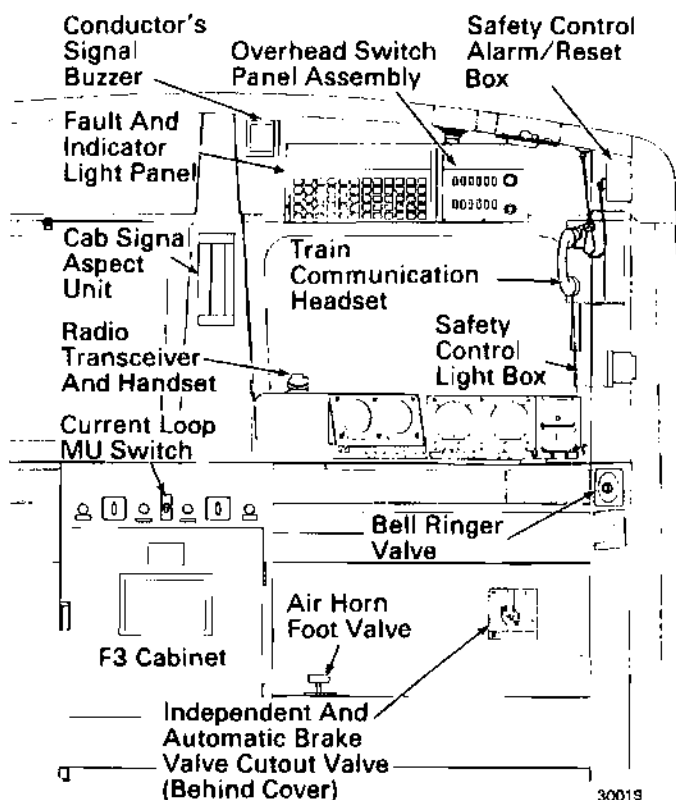 Conductor's
Signal
Buzzer
Overhead Switch
Panel Assembly
Safety Control
Alarm/Reset
Box
Fault And
Indicator
Light Panel
Cab Signa
Aspect
Unit
Train
Communication
Headset
Radio
Transceiver
And Handset
Safety
Control
Light Box
Current Loop
MU Switch
Bell Ringer
Valve
Air Horn
Foot Valve
F3 Cabinet
Independent And
Automatic Brake
Valve Cutout Valve
(Behind Cover)
30019